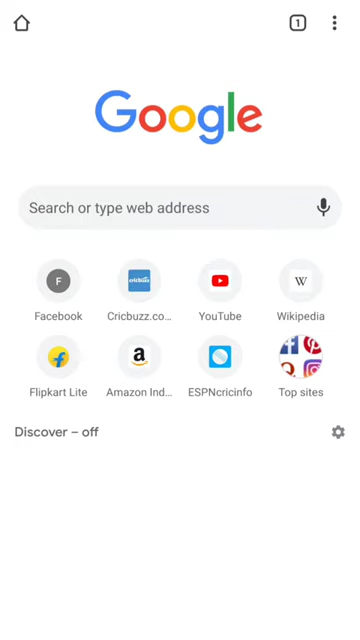 1
Google
Search or type web address
F
cricbuzz
W
Facebook
Cricbuzz.co...
YouTube
Wikipedia
a
Flipkart Lite
Amazon Ind...
ESPNcricinfo
Top sites
Discover – off